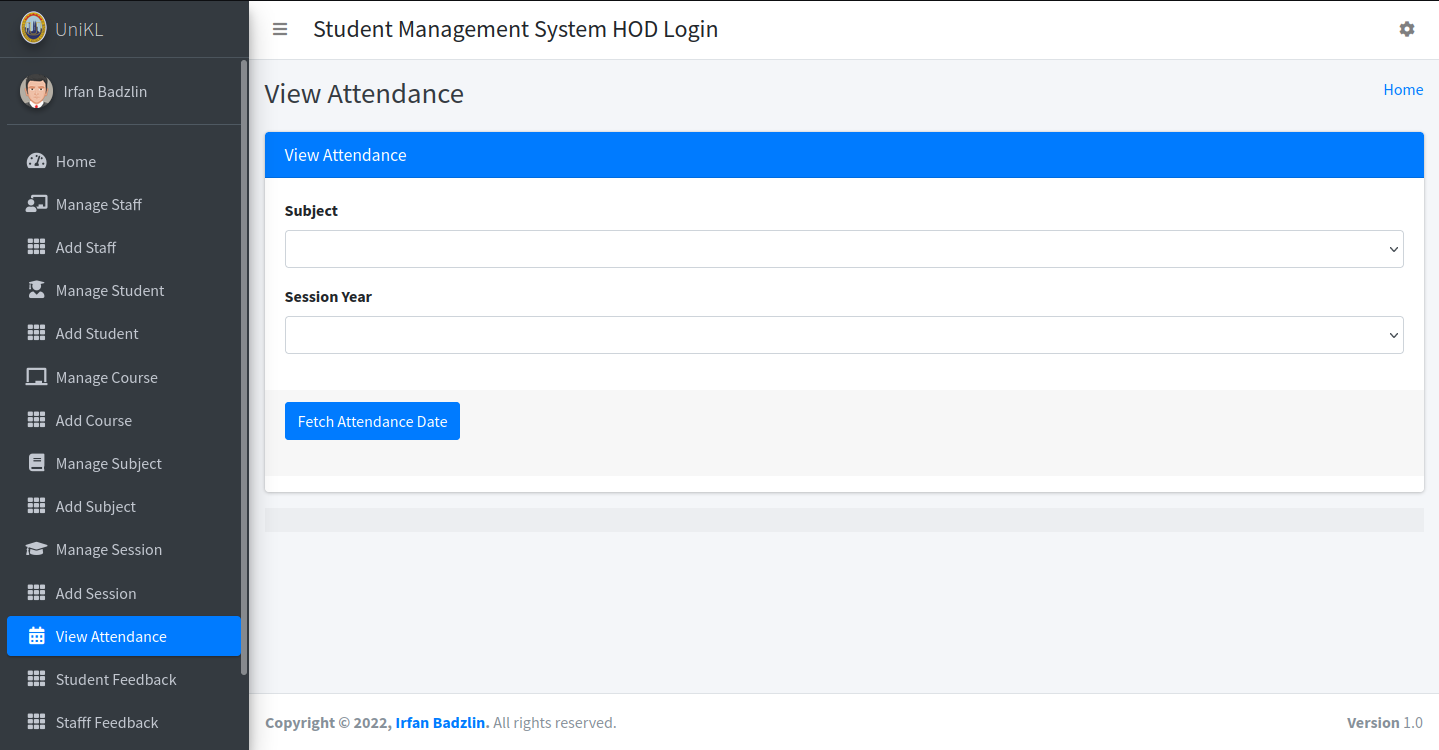 UniKL
Student Management System HOD Login
Irfan Badzlin
View Attendance
Home
Home
Manage Staff
Add Staff
Manage Student
Add Student
Manage Course
Add Course
Manage Subject
Add Subject
Manage Session
Add Session
View Attendance
Student Feedback
Stafff Feedback
View Attendance
Subject
Session Year
Fetch Attendance Date
Copyright © 2022, Irfan Badzlin. All rights reserved.
Version 1.0